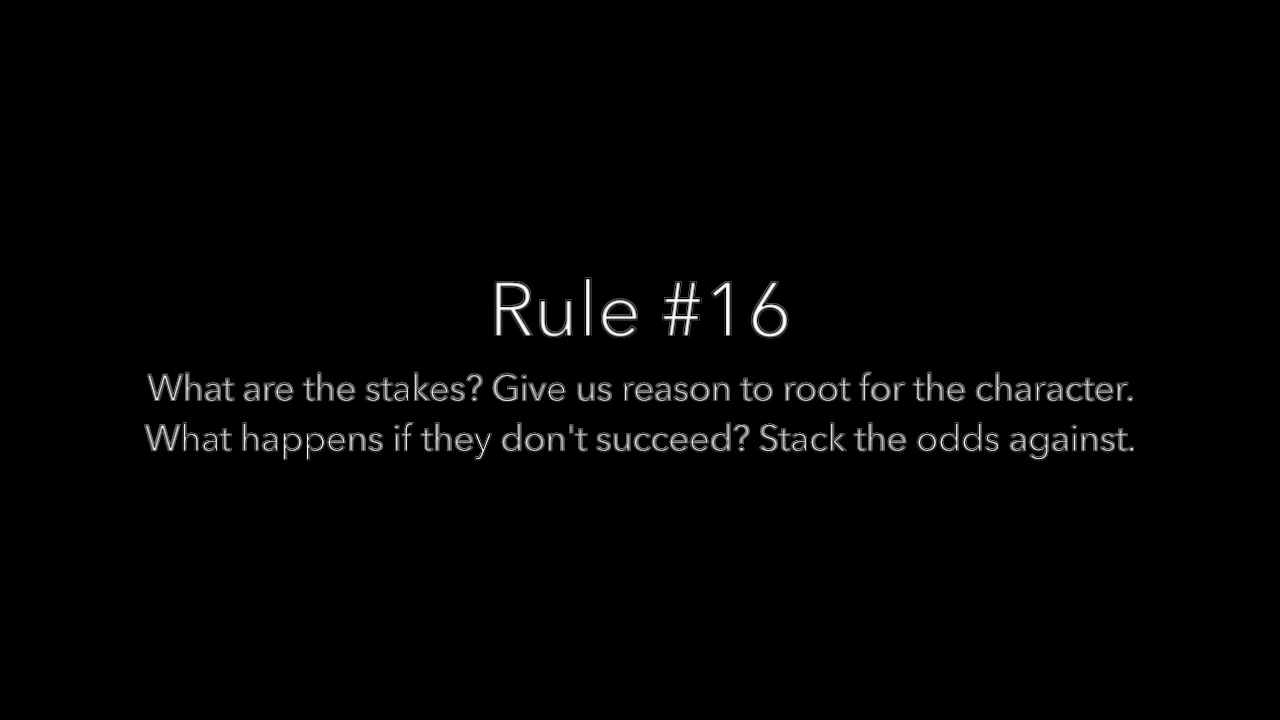 Rule #16
What are the stakes? Give us reason to root for the character.
What happens if they don't succeed? Stack the odds against.